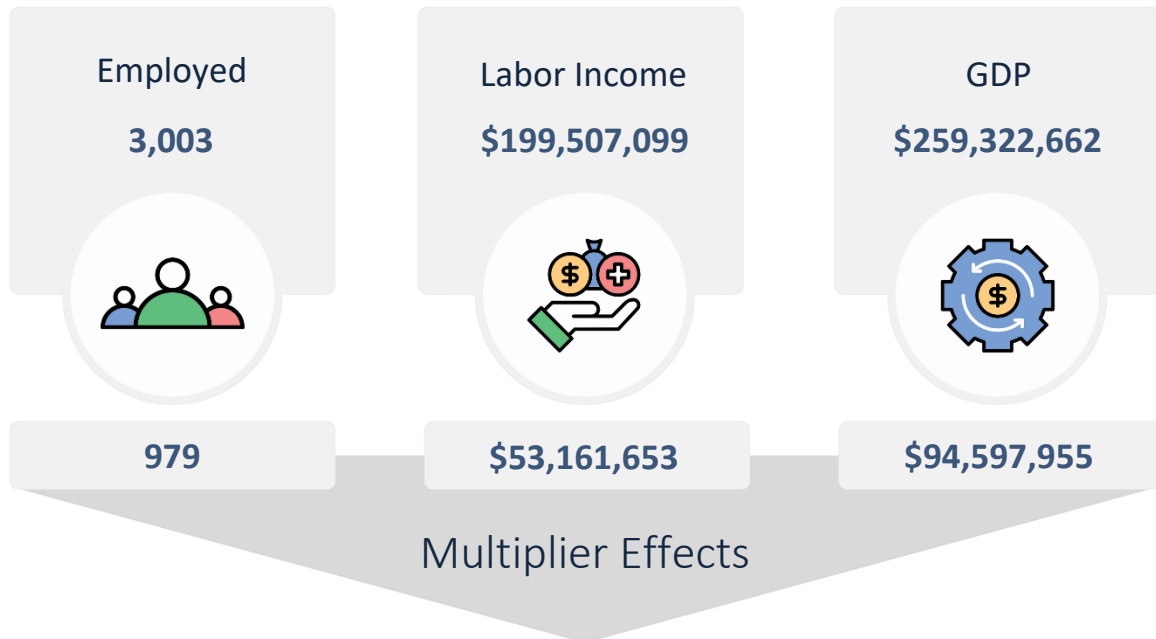 Employed
3,003
Labor Income
$199,507,099
GDP
$259,322,662
$
$
979
$53,161,653
$94,597,955
Multiplier Effects